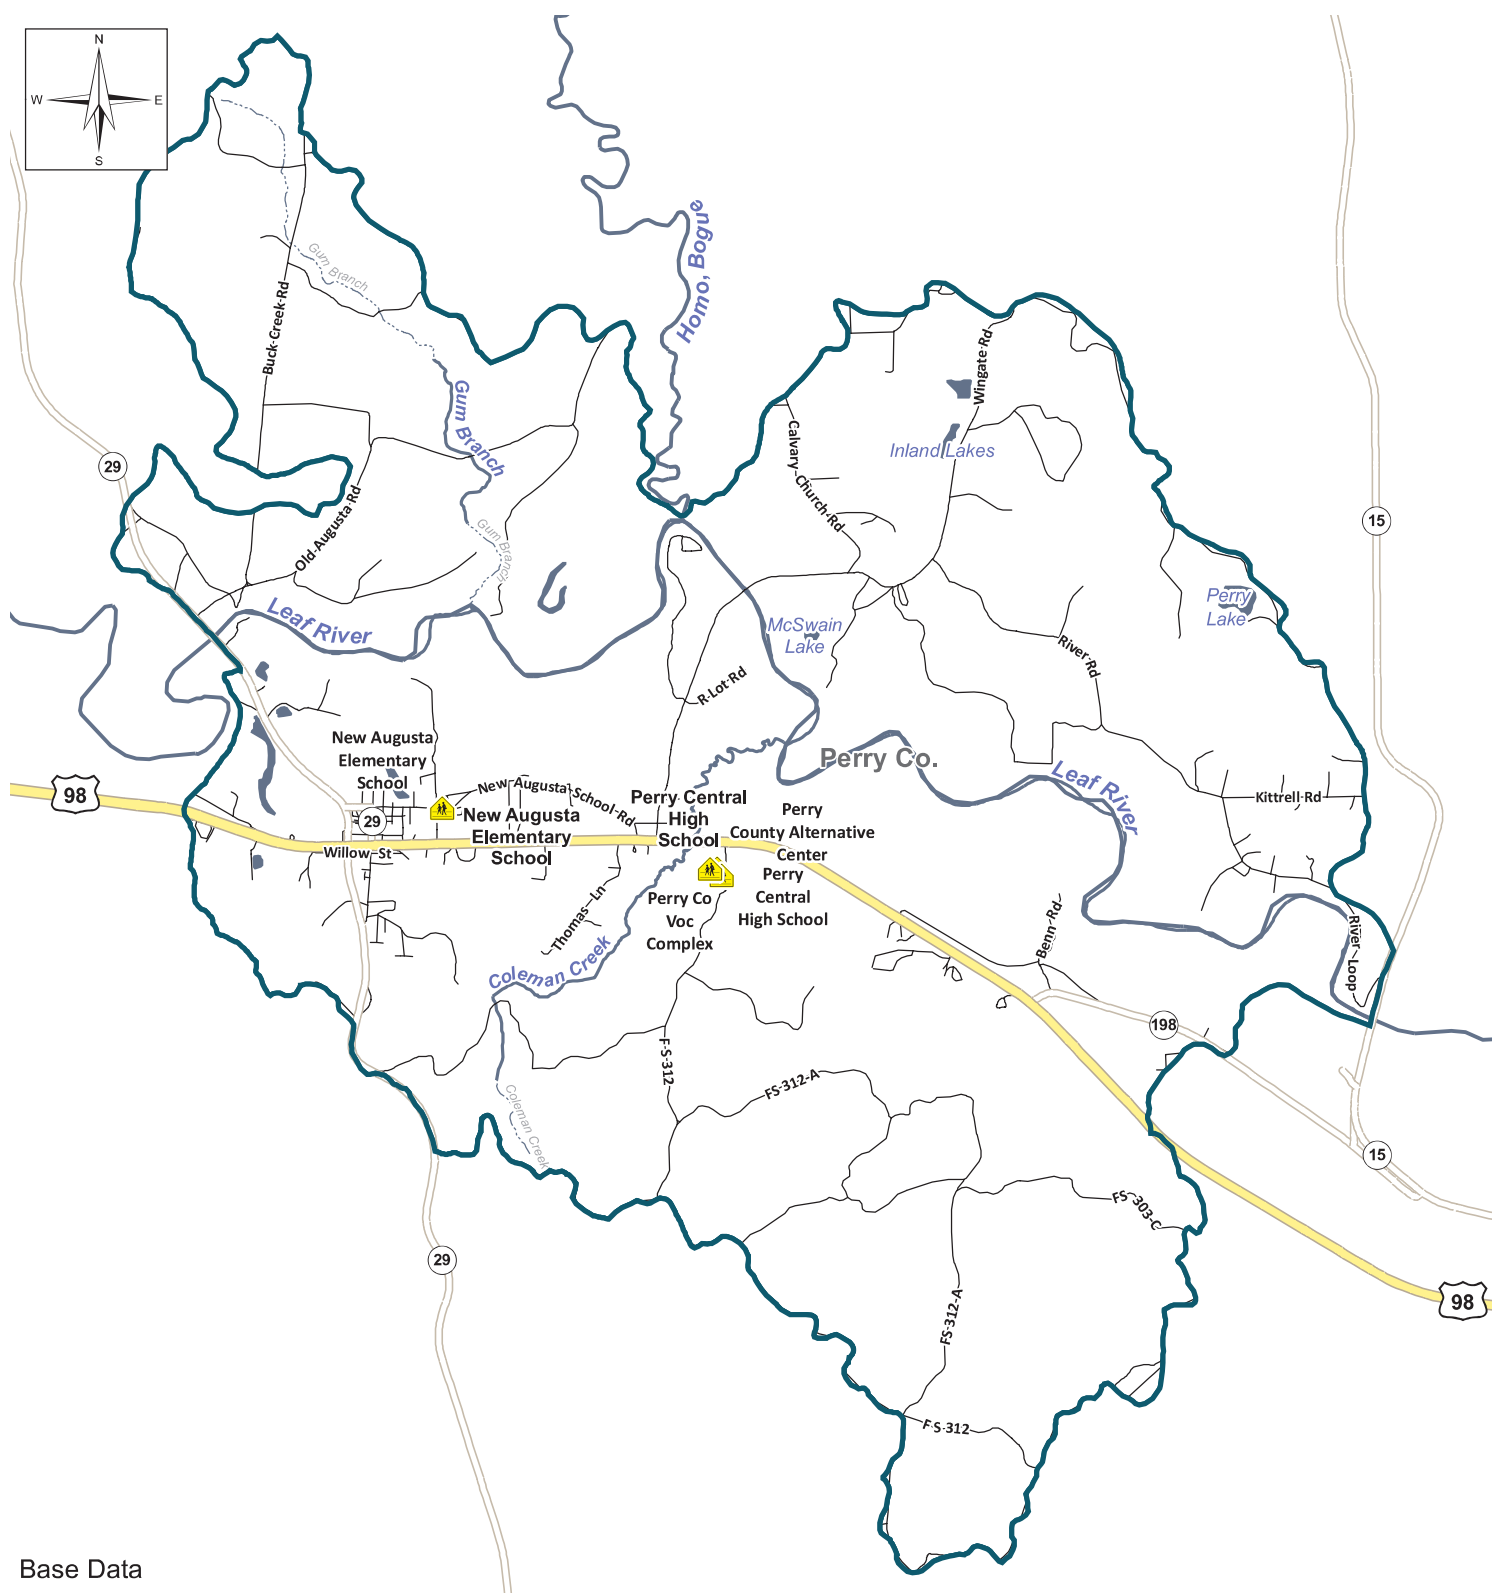 N
W E
S
Gum Branch
Homo, Bogue
Buck Creek Rd
Wingate Rd
Gum Branch
Calvary Church Rd
Inland Lakes
29
Old Augusta Rd
15
Gum Branch
Leaf River
McSwain
Lake
Perry
Lake
River Rd
R Lot Rd
New Augusta
Elementary
School
Perry Co.
Leaf River
98
New Augusta School Rd
29
Willow St
New Augusta
Elementary
School
Perry Central
High
School
Perry
County Alternative
Center
Kittrell Rd
Perry
Central
High School
Perry Co
Voc
Complex
Thomas Ln
Benn Rd
River Loop
Coleman Creek
198
F-S-312
FS-312-A
Coleman Creek
15
FS-303-C
29
FS-312-A
98
F-S-312
Base Data